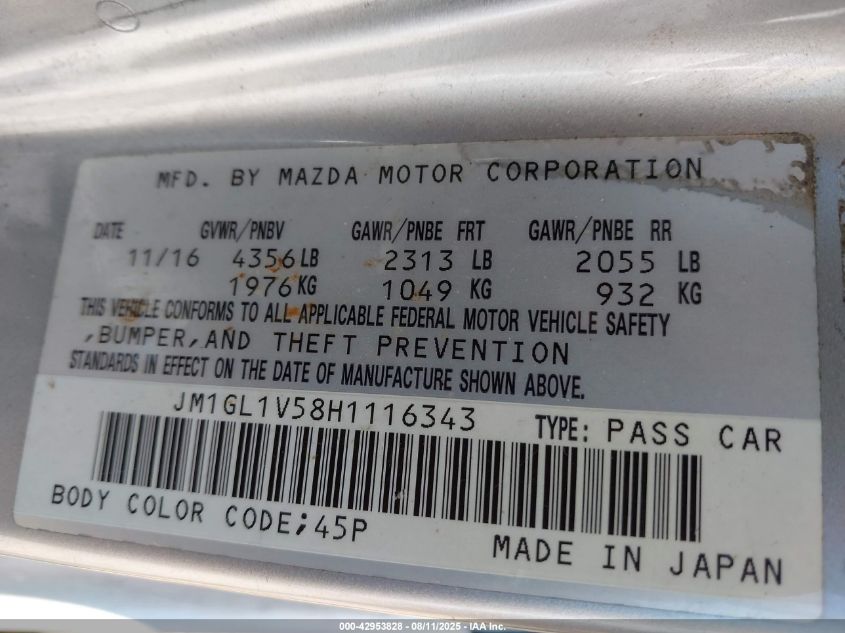 MFD. BY MAZDA MOTOR CORPORATION
DATE GVWR/PNBV GAWR/PNBE FRT GAWR/PNBE RR
11/16 4356LB 2313 LB 2055 LB
1976KG 1049 KG 932 KG
THIS VEHICLE CONFORMS TO ALL APPLICABLE FEDERAL MOTOR VEHICLE SAFETY
,BUMPER,AND THEFT PREVENTION
STANDARDS IN EFFECT ON THE DATE OF MANUFACTURE SHOWN ABOVE.
JM1GL1V58H1116343 TYPE: PASS CAR
BODY COLOR CODE;45P
MADE IN JAPAN
000-42953828 - 08/11/2025 - IAA Inc.